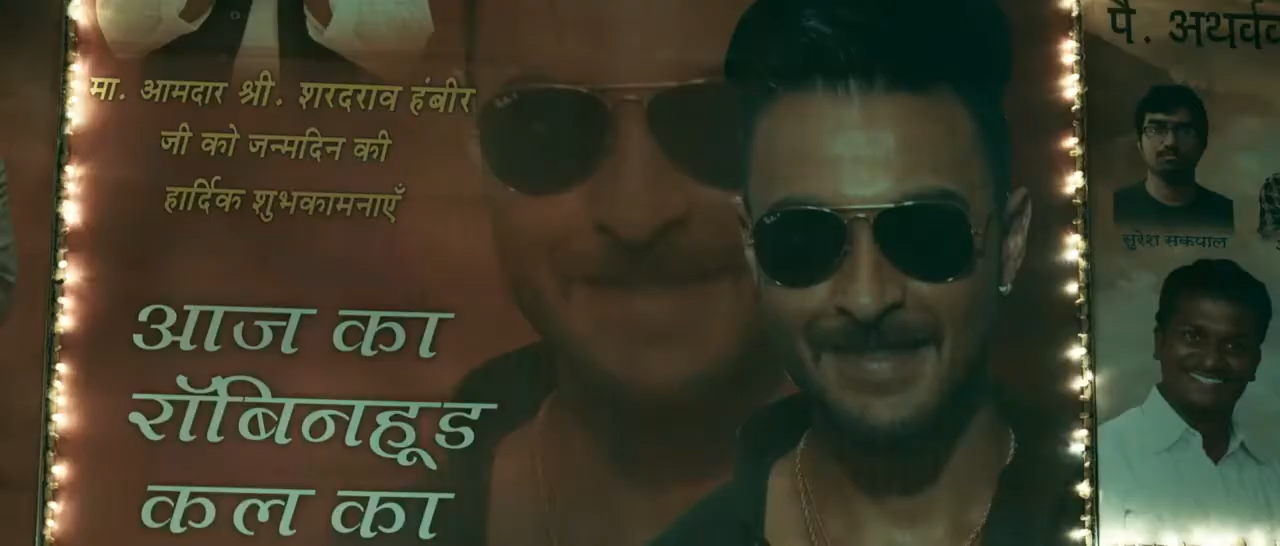 मा. आमदार श्री. शरदराव हंबीर
जी को जन्मदिन की
हार्दिक शुभकामनाएँ
आज का
रॉबिनहूड
कल का
पै. अथर्व
सुरेश सकपाल